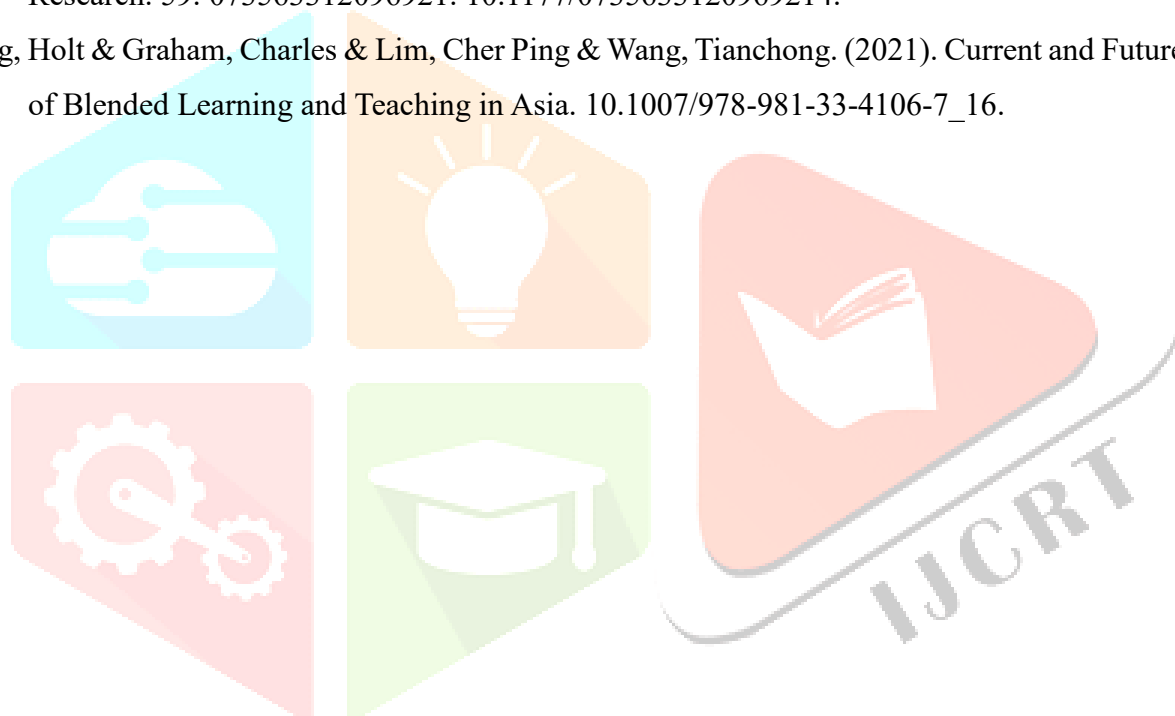 g, Holt & Graham, Charles & Lim, Cher Ping & Wang, Tianchong. (2021). Current and Future
of Blended Learning and Teaching in Asia. 10.1007/978-981-33-4106-7_16.
IJCRT